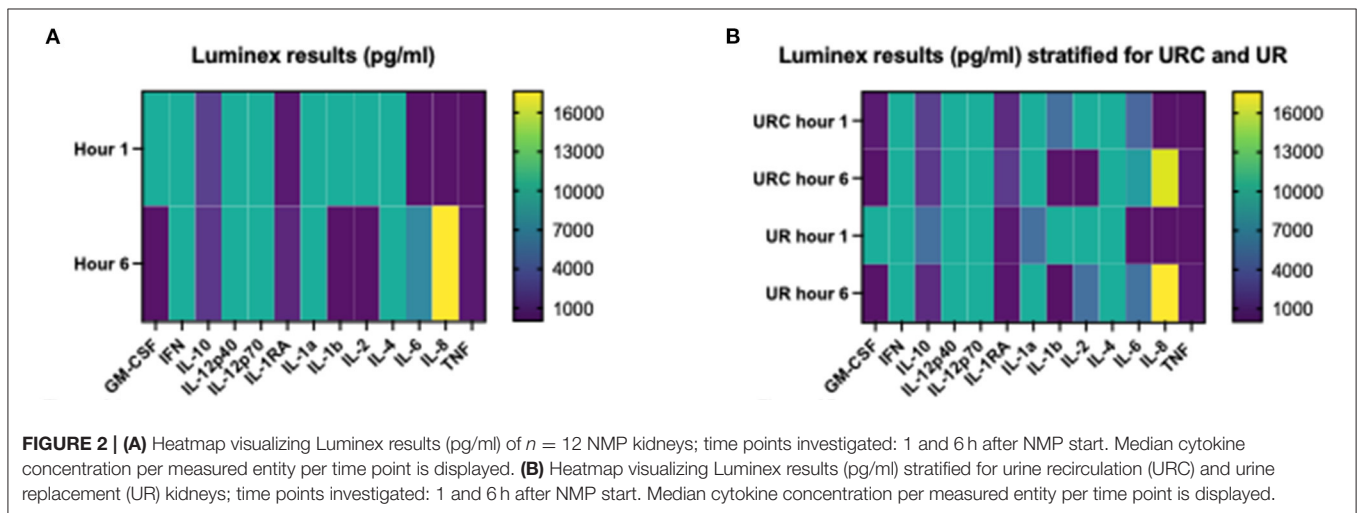 A
Luminex results (pg/ml)
Hour 1
Hour 6
16000
13000
10000
7000
4000
1000
GM-CSF
IFN
IL-10
IL-12p40
IL-12p70
IL-1RA
IL-1a
IL-1b
IL-2
IL-4
IL-6
IL-8
TNF
B
Luminex results (pg/ml) stratified for URC and UR
URC hour 1
URC hour 6
UR hour 1
UR hour 6
16000
13000
10000
7000
4000
1000
GM-CSF
IFN
IL-10
IL-12p40
IL-12p70
IL-1RA
IL-1a
IL-1b
IL-2
IL-4
IL-6
IL-8
TNF
FIGURE 2 | (A) Heatmap visualizing Luminex results (pg/ml) of n = 12 NMP kidneys; time points investigated: 1 and 6 h after NMP start. Median cytokine
concentration per measured entity per time point is displayed. (B) Heatmap visualizing Luminex results (pg/ml) stratified for urine recirculation (URC) and urine
replacement (UR) kidneys; time points investigated: 1 and 6 h after NMP start. Median cytokine concentration per measured entity per time point is displayed.